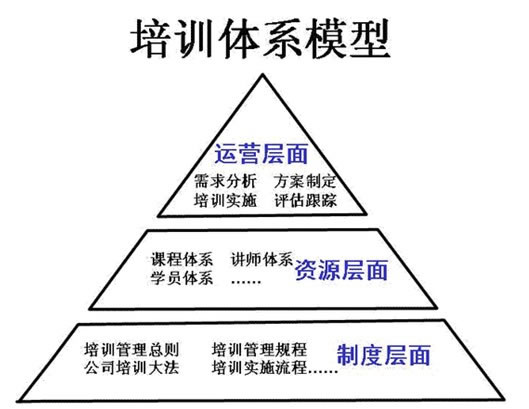 培训体系模型
运营层面
需求分析 方案制定
培训实施 评估跟踪
课程体系 讲师体系
学员体系 ……
资源层面
培训管理总则 培训管理规程
公司培训大法 培训实施流程……
制度层面